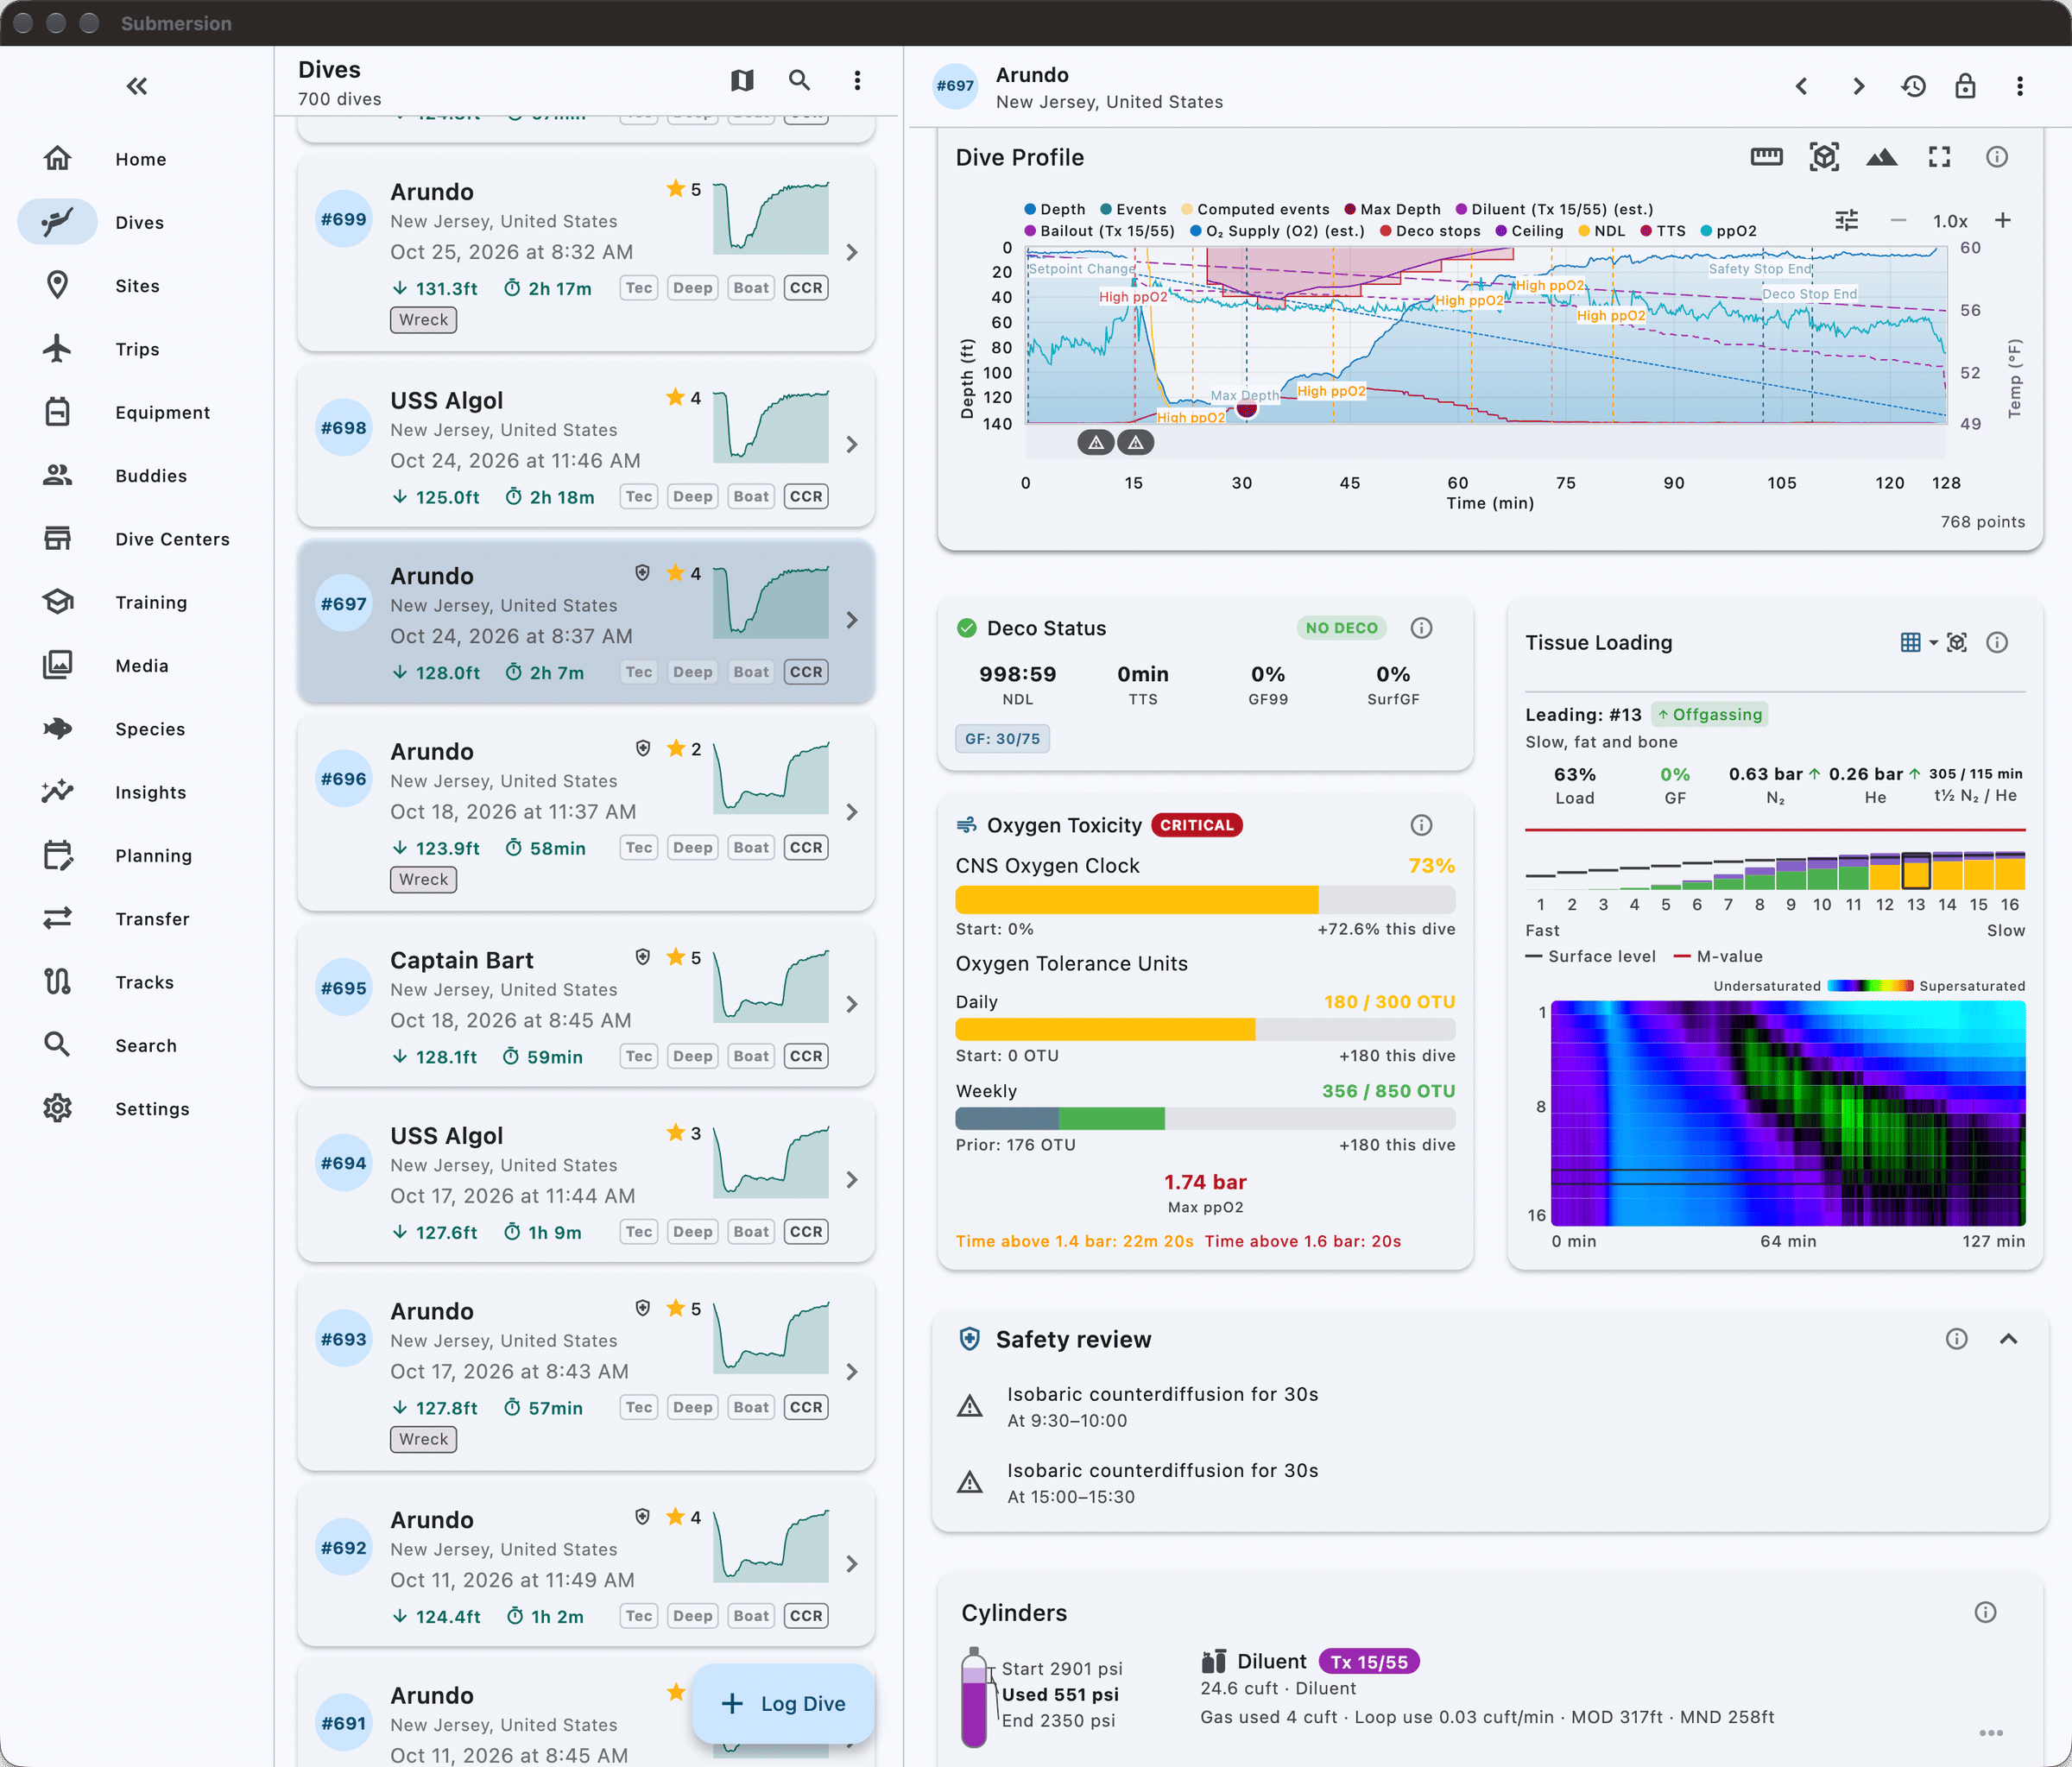 Submersion
Home
Dives
Sites
Trips
Equipment
Buddies
Dive Centers
Training
Media
Species
Insights
Planning
Transfer
Tracks
Search
Settings
Dives
700 dives
Tec Deep Boat CCR
#699
Arundo
5
New Jersey, United States
Oct 25, 2026 at 8:32 AM
131.3ft 2h 17m Tec Deep Boat CCR
Wreck
#698
USS Algol
4
New Jersey, United States
Oct 24, 2026 at 11:46 AM
125.0ft 2h 18m Tec Deep Boat CCR
#697
Arundo
4
New Jersey, United States
Oct 24, 2026 at 8:37 AM
128.0ft 2h 7m Tec Deep Boat CCR
#696
Arundo
2
New Jersey, United States
Oct 18, 2026 at 11:37 AM
123.9ft 58min Tec Deep Boat CCR
Wreck
#695
Captain Bart
5
New Jersey, United States
Oct 18, 2026 at 8:45 AM
128.1ft 59min Tec Deep Boat CCR
#694
USS Algol
3
New Jersey, United States
Oct 17, 2026 at 11:44 AM
127.6ft 1h 9m Tec Deep Boat CCR
#693
Arundo
5
New Jersey, United States
Oct 17, 2026 at 8:43 AM
127.8ft 57min Tec Deep Boat CCR
Wreck
#692
Arundo
4
New Jersey, United States
Oct 11, 2026 at 11:49 AM
124.4ft 1h 2m Tec Deep Boat CCR
#691
Arundo
New Jersey, United States
Oct 11, 2026 at 8:45 AM
+ Log Dive
#697
Arundo
New Jersey, United States
Dive Profile
Depth Events Computed events Max Depth Diluent (Tx 15/55) (est.)
Bailout (Tx 15/55) O₂ Supply (O2) (est.) Deco stops Ceiling NDL TTS ppO2
− 1.0x +
0
20
40
60
80
100
120
140
Depth (ft)
Setpoint Change
High ppO2
High ppO2
Max Depth
High ppO2
High ppO2
High ppO2
High ppO2
Safety Stop End
Deco Stop End
60
56
52
49
Temp (°F)
0 15 30 45 60 75 90 105 120 128
Time (min)
768 points
Deco Status
NO DECO
998:59 0min 0% 0%
NDL TTS GF99 SurfGF
GF: 30/75
Oxygen Toxicity CRITICAL
CNS Oxygen Clock 73%
Start: 0% +72.6% this dive
Oxygen Tolerance Units
Daily 180 / 300 OTU
Start: 0 OTU +180 this dive
Weekly 356 / 850 OTU
Prior: 176 OTU +180 this dive
1.74 bar
Max ppO2
Time above 1.4 bar: 22m 20s Time above 1.6 bar: 20s
Tissue Loading
Leading: #13 Offgassing
Slow, fat and bone
63% 0% 0.63 bar 0.26 bar 305 / 115 min
Load GF N₂ He t½ N₂ / He
1 2 3 4 5 6 7 8 9 10 11 12 13 14 15 16
Fast Slow
Surface level M-value
Undersaturated Supersaturated
1
8
16
0 min 64 min 127 min
Safety review
Isobaric counterdiffusion for 30s
At 9:30–10:00
Isobaric counterdiffusion for 30s
At 15:00–15:30
Cylinders
Start 2901 psi
Used 551 psi
End 2350 psi
Diluent Tx 15/55
24.6 cuft · Diluent
Gas used 4 cuft · Loop use 0.03 cuft/min · MOD 317ft · MND 258ft